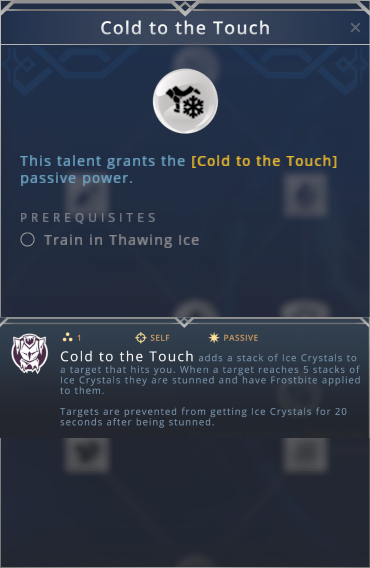 Cold to the Touch
This talent grants the [Cold to the Touch]
passive power.
PREREQUISITES
Train in Thawing Ice
1 SELF PASSIVE
Cold to the Touch adds a stack of Ice Crystals to
a target that hits you. When a target reaches 5 stacks of
Ice Crystals they are stunned and have Frostbite applied
to them.
Targets are prevented from getting Ice Crystals for 20
seconds after being stunned.